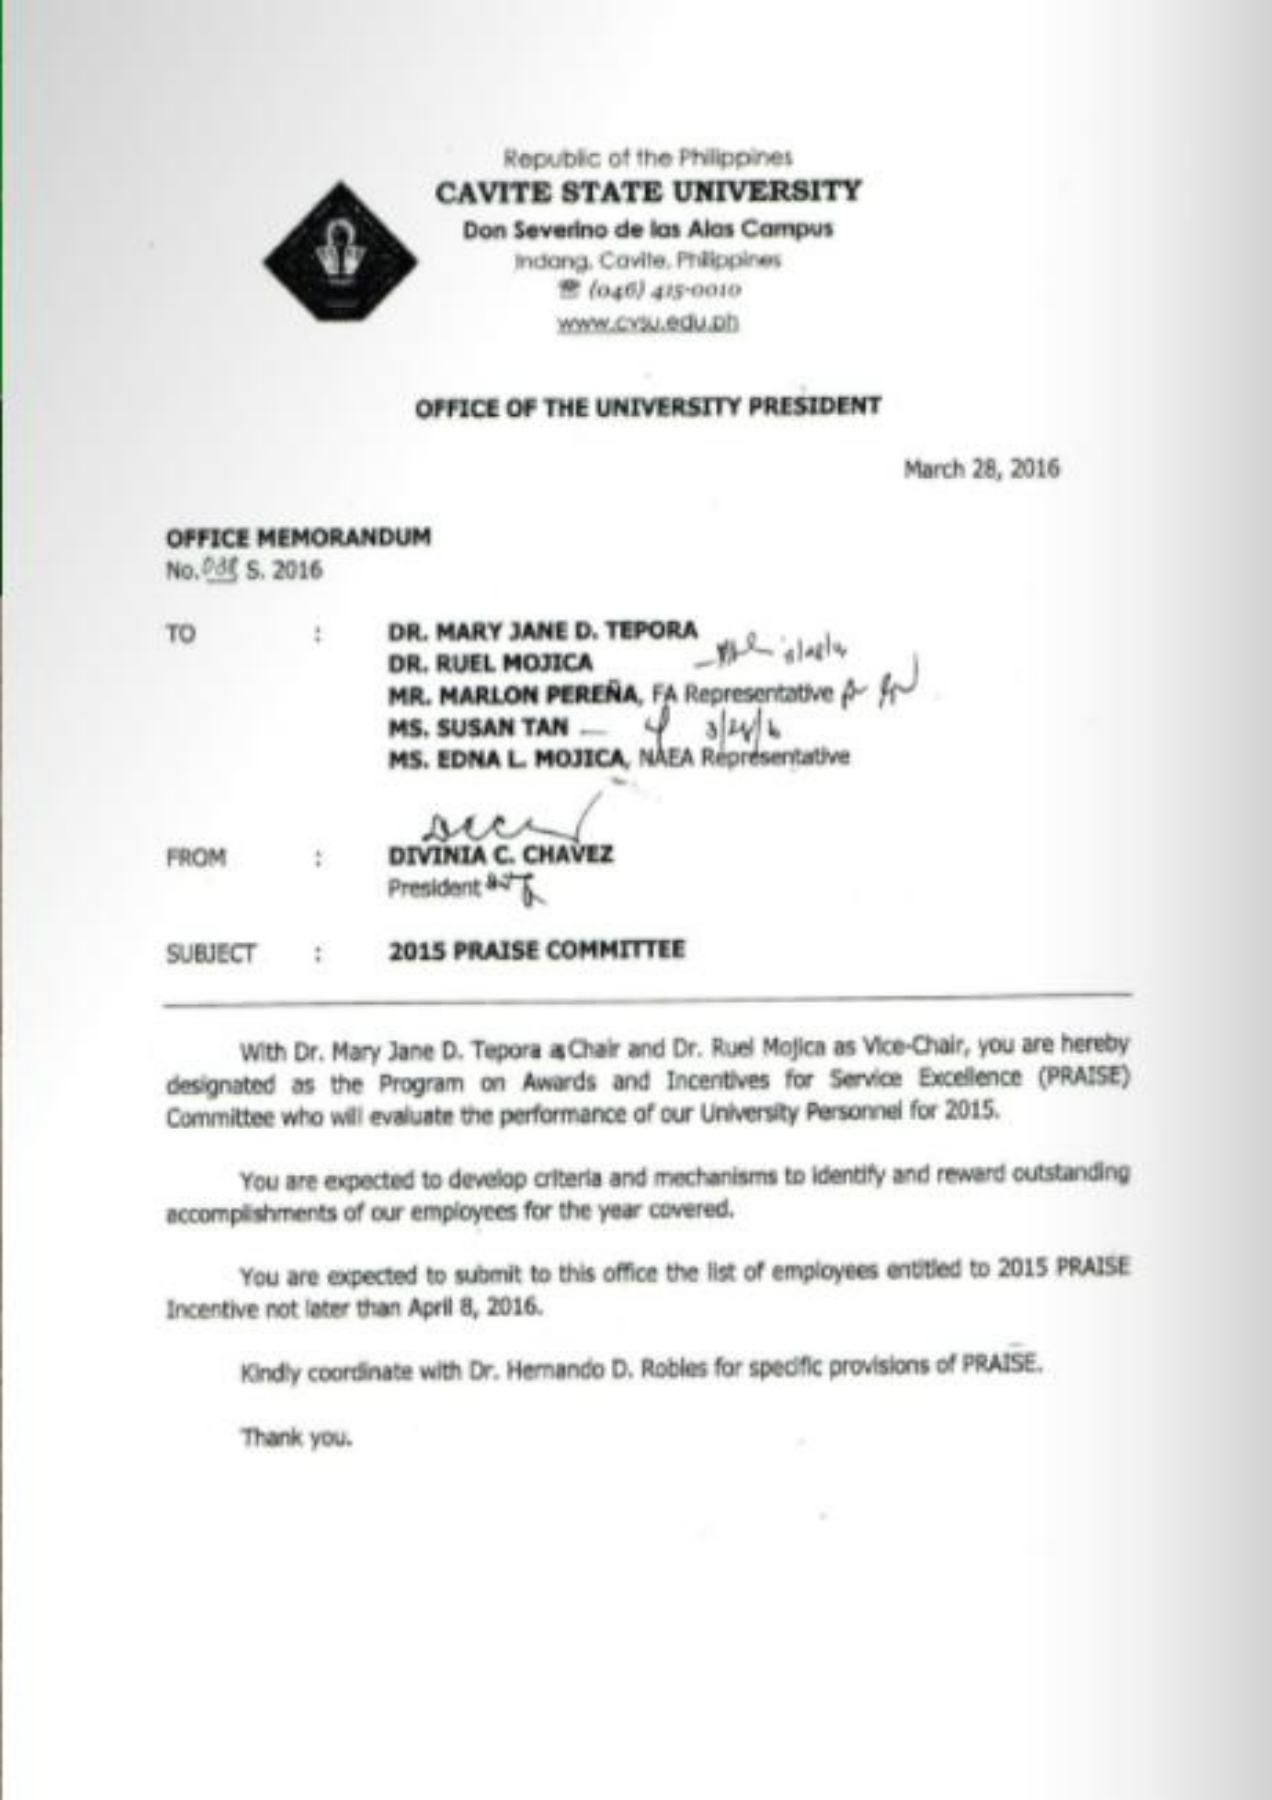 Republic of the Philippines
CAVITE STATE UNIVERSITY
Don Severino de las Alas Campus
Indang, Cavite, Philippines
☎ (046) 415-0010
www.cvsu.edu.ph
OFFICE OF THE UNIVERSITY PRESIDENT
March 28, 2016
OFFICE MEMORANDUM
No. S. 2016
TO : DR. MARY JANE D. TEPORA
DR. RUEL MOJICA
MR. MARLON PEREÑA, FA Representative
MS. SUSAN TAN
MS. EDNA L. MOJICA, NAEA Representative
FROM : DIVINIA C. CHAVEZ
President
SUBJECT : 2015 PRAISE COMMITTEE
With Dr. Mary Jane D. Tepora as Chair and Dr. Ruel Mojica as Vice-Chair, you are hereby
designated as the Program on Awards and Incentives for Service Excellence (PRAISE)
Committee who will evaluate the performance of our University Personnel for 2015.
You are expected to develop criteria and mechanisms to identify and reward outstanding
accomplishments of our employees for the year covered.
You are expected to submit to this office the list of employees entitled to 2015 PRAISE
Incentive not later than April 8, 2016.
Kindly coordinate with Dr. Hernando D. Robles for specific provisions of PRAISE.
Thank you.